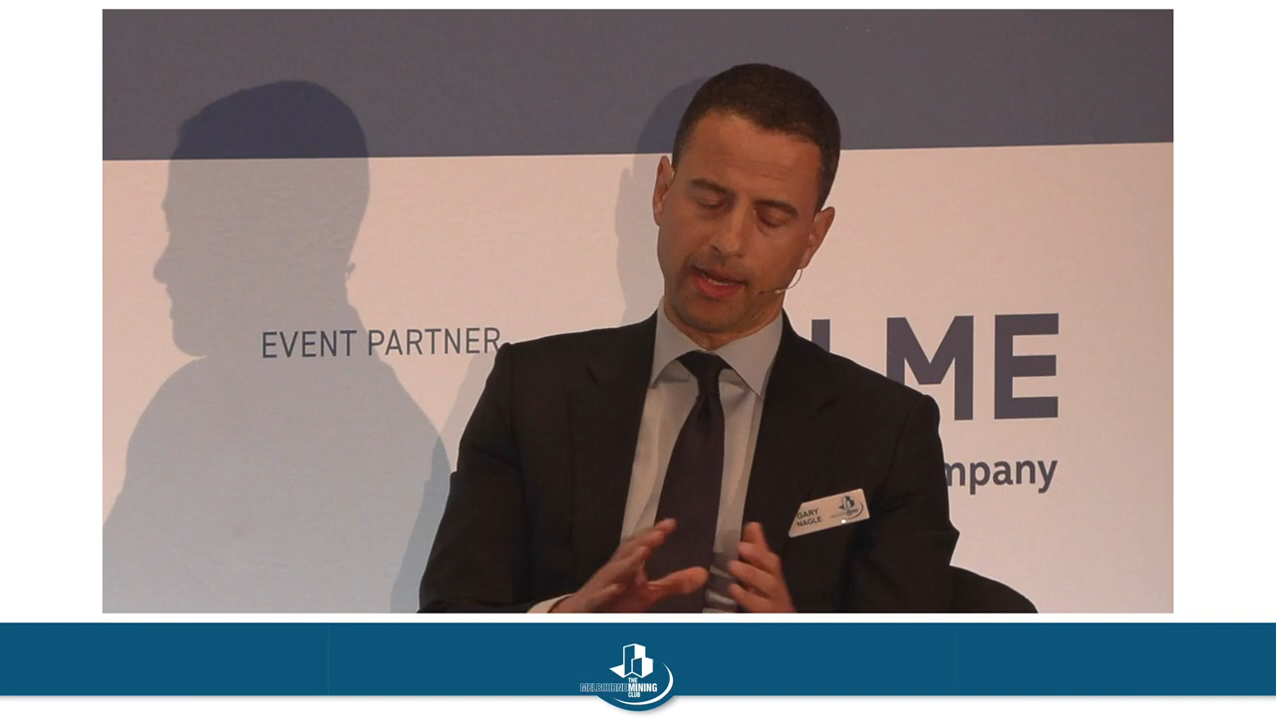 EVENT PARTNER
LME
mpany
GARY
NAGLE
THE
MELBOURNE MINING
CLUB